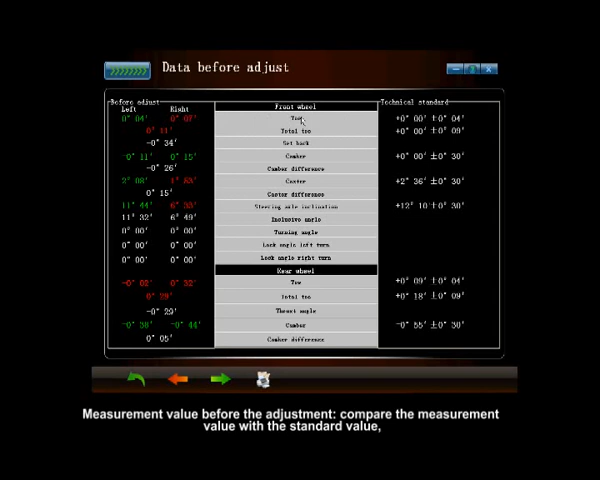 Data before adjust
Before adjust
Technical standard
Left Right
Front wheel
0° 04' 0° 07' Toe +0° 00' ±0° 04'
0° 11' Total toe +0° 00' ±0° 09'
-0° 34' Set back
-0° 11' 0° 15' Camber +0° 00' ±0° 30'
-0° 26' Camber difference
2° 08' 1° 53' Caster +2° 36' ±0° 30'
0° 15' Caster difference
11° 44' 6° 33' Steering axle inclination +12° 10'±0° 30'
11° 32' 6° 49' Inclusive angle
0° 00' 0° 00' Turning angle
0° 00' 0° 00' Lock angle left turn
0° 00' 0° 00' Lock angle right turn
Rear wheel
-0° 02' 0° 32' Toe +0° 09' ±0° 04'
0° 29' Total toe +0° 18' ±0° 09'
-0° 29' Thrust angle
-0° 38' -0° 44' Camber -0° 55' ±0° 30'
0° 05' Camber difference
Measurement value before the adjustment: compare the measurement
value with the standard value,